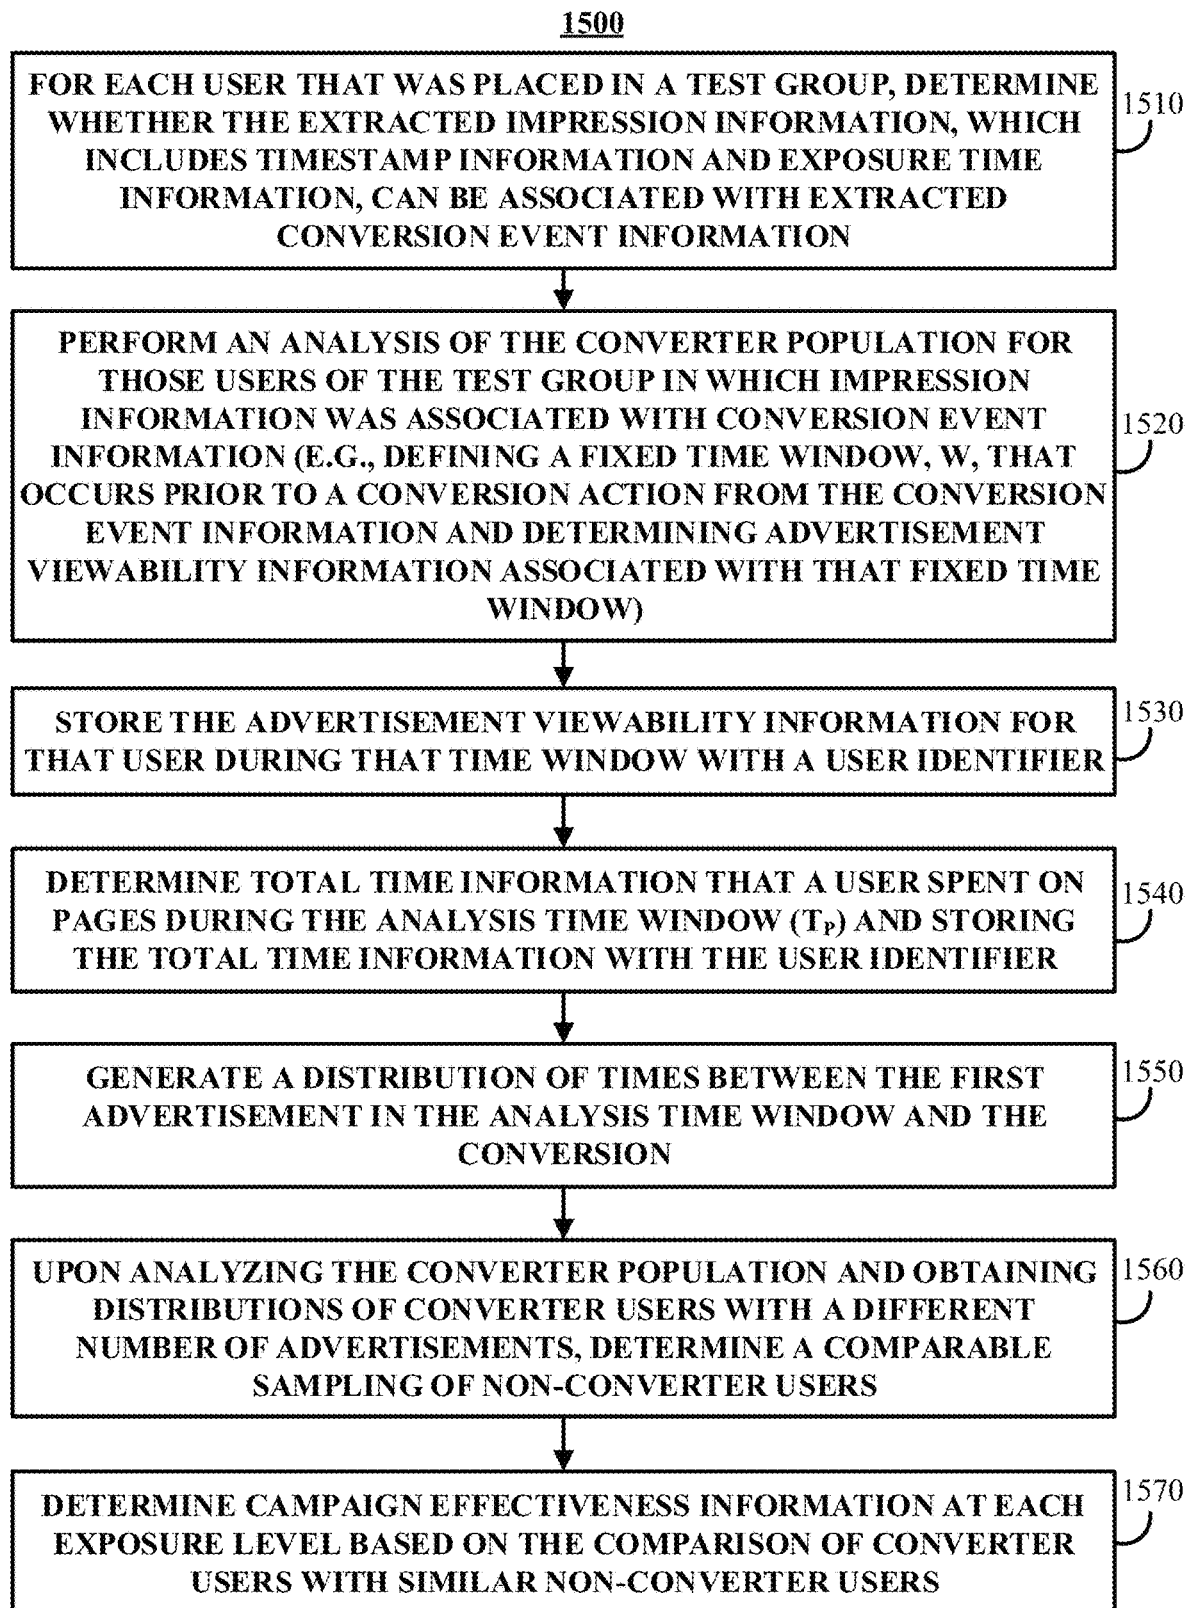 1500
FOR EACH USER THAT WAS PLACED IN A TEST GROUP, DETERMINE
WHETHER THE EXTRACTED IMPRESSION INFORMATION, WHICH
INCLUDES TIMESTAMP INFORMATION AND EXPOSURE TIME
INFORMATION, CAN BE ASSOCIATED WITH EXTRACTED
CONVERSION EVENT INFORMATION
1510
PERFORM AN ANALYSIS OF THE CONVERTER POPULATION FOR
THOSE USERS OF THE TEST GROUP IN WHICH IMPRESSION
INFORMATION WAS ASSOCIATED WITH CONVERSION EVENT
INFORMATION (E.G., DEFINING A FIXED TIME WINDOW, W, THAT
OCCURS PRIOR TO A CONVERSION ACTION FROM THE CONVERSION
EVENT INFORMATION AND DETERMINING ADVERTISEMENT
VIEWABILITY INFORMATION ASSOCIATED WITH THAT FIXED TIME
WINDOW)
1520
STORE THE ADVERTISEMENT VIEWABILITY INFORMATION FOR
THAT USER DURING THAT TIME WINDOW WITH A USER IDENTIFIER
1530
DETERMINE TOTAL TIME INFORMATION THAT A USER SPENT ON
PAGES DURING THE ANALYSIS TIME WINDOW (TP) AND STORING
THE TOTAL TIME INFORMATION WITH THE USER IDENTIFIER
1540
GENERATE A DISTRIBUTION OF TIMES BETWEEN THE FIRST
ADVERTISEMENT IN THE ANALYSIS TIME WINDOW AND THE
CONVERSION
1550
UPON ANALYZING THE CONVERTER POPULATION AND OBTAINING
DISTRIBUTIONS OF CONVERTER USERS WITH A DIFFERENT
NUMBER OF ADVERTISEMENTS, DETERMINE A COMPARABLE
SAMPLING OF NON-CONVERTER USERS
1560
DETERMINE CAMPAIGN EFFECTIVENESS INFORMATION AT EACH
EXPOSURE LEVEL BASED ON THE COMPARISON OF CONVERTER
USERS WITH SIMILAR NON-CONVERTER USERS
1570